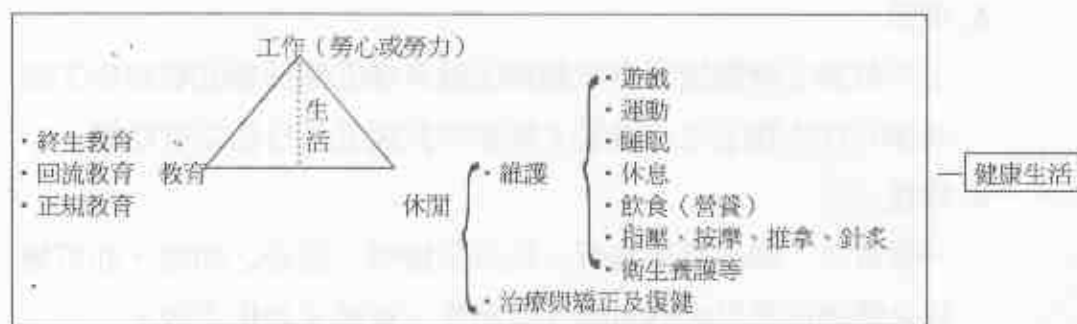 工作（勞心或勞力）
生活
・終生教育
・回流教育
・正規教育
教育
休閒
・維護
・遊戲
・運動
・睡眠
・休息
・飲食（營養）
・指壓、按摩、推拿、針炙
・衛生養護等
・治療與矯正及復健
健康生活